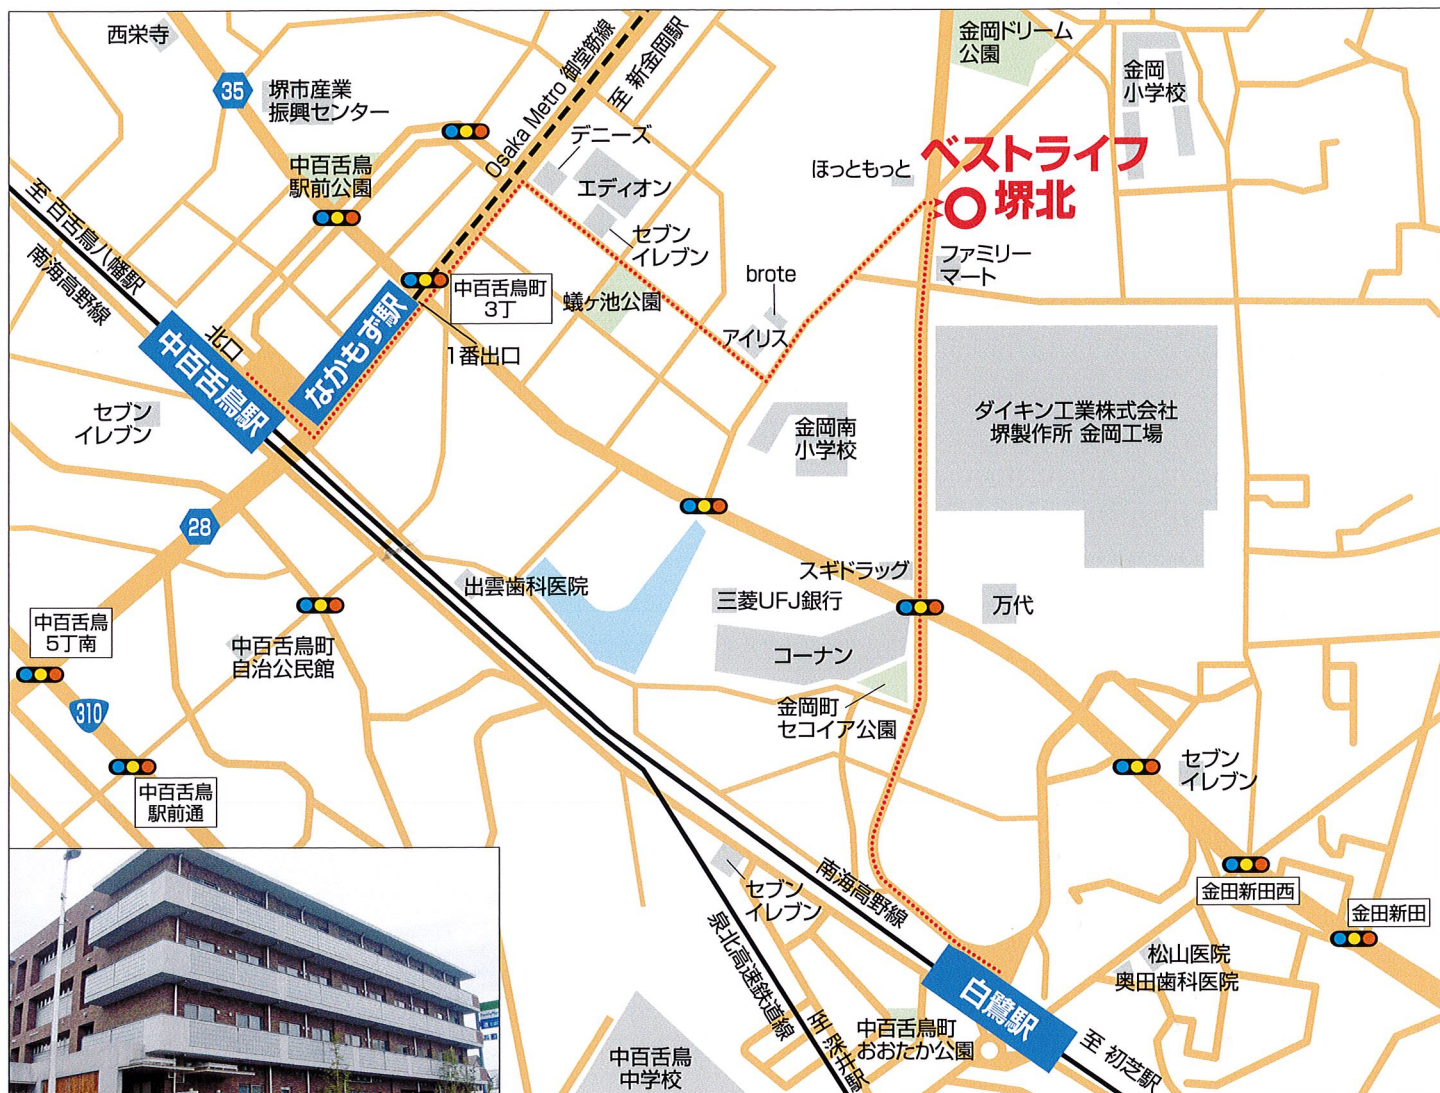 西栄寺
35
堺市産業
振興センター
Osaka Metro 御堂筋線
至 新金岡駅
金岡ドリーム
公園
金岡
小学校
デニーズ
エディオン
ほっともっと
ベストライフ
堺北
中百舌鳥
駅前公園
至 百舌鳥八幡駅
南海高野線
セブン
イレブン
ファミリー
マート
brote
中百舌鳥町
3丁
蟻ヶ池公園
アイリス
北口
1番出口
中百舌鳥駅
なかもず駅
セブン
イレブン
金岡南
小学校
ダイキン工業株式会社
堺製作所 金岡工場
28
出雲歯科医院
スギドラッグ
三菱UFJ銀行
万代
コーナン
中百舌鳥
5丁南
中百舌鳥町
自治公民館
310
金岡町
セコイア公園
中百舌鳥
駅前通
セブン
イレブン
セブン
イレブン
南海高野線
金田新田西
金田新田
泉北高速鉄道線
至 深井駅
白鷺駅
松山医院
奥田歯科医院
中百舌鳥町
おおたか公園
至 初芝駅
中百舌鳥
中学校